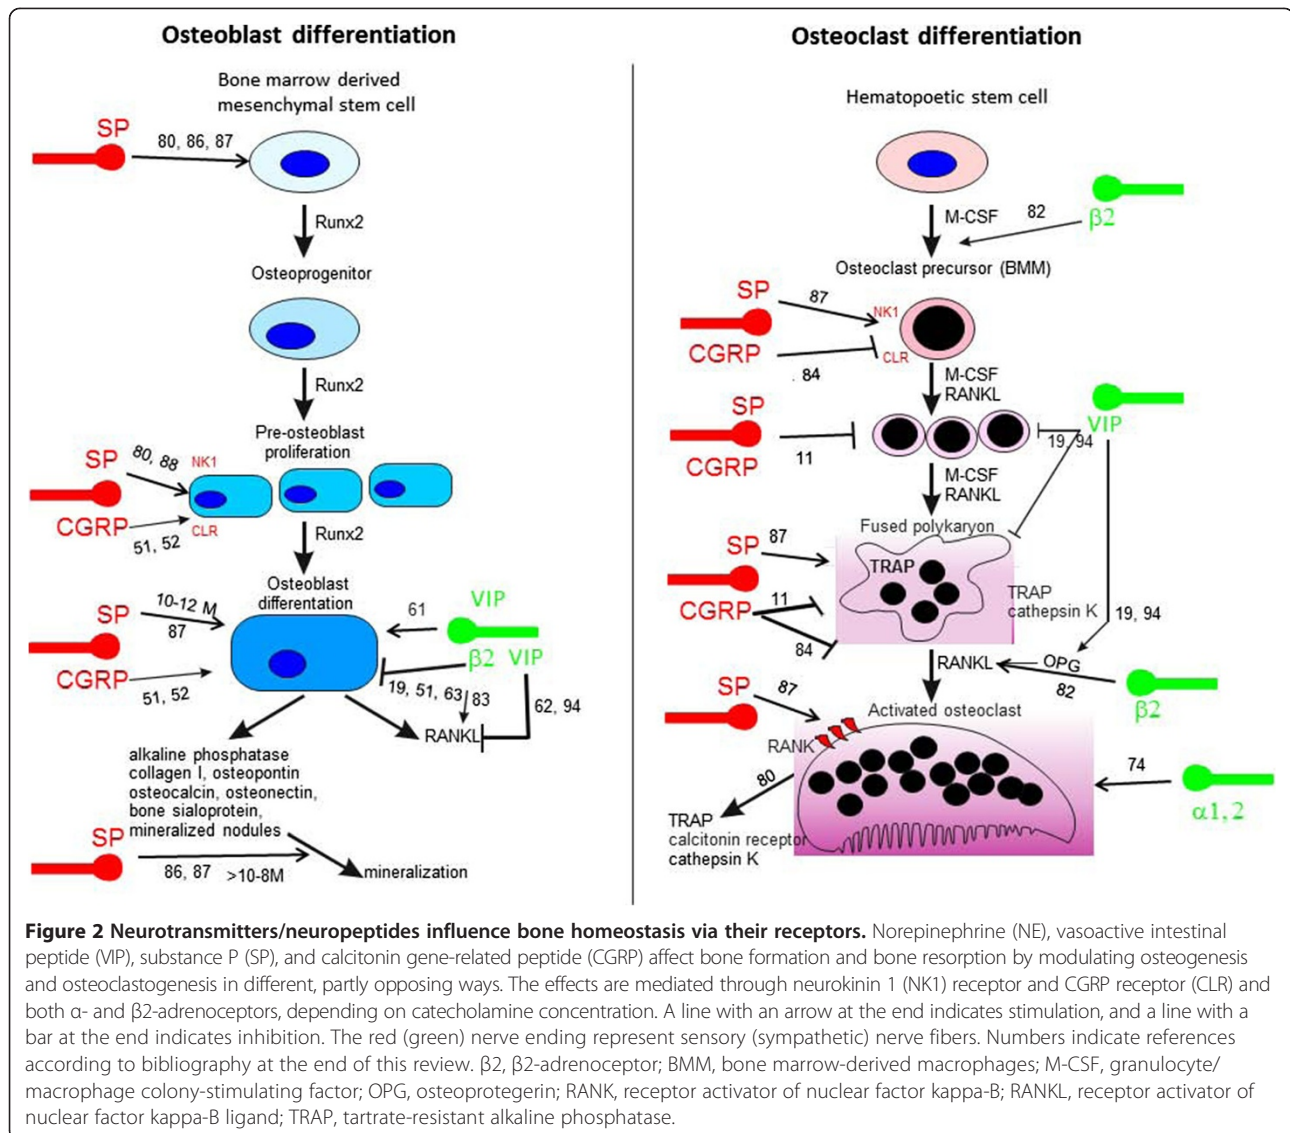 Osteoblast differentiation
Bone marrow derived
mesenchymal stem cell
SP
80, 86, 87
Runx2
Osteoprogenitor
Runx2
Pre-osteoblast
proliferation
SP
80, 88
NK1
CGRP
CLR
51, 52
Runx2
Osteoblast
differentation
SP
10-12 M
87
CGRP
51, 52
61
VIP
β2
VIP
19, 51, 63
83
62, 94
RANKL
alkaline phosphatase
collagen I, osteopontin
osteocalcin, osteonectin,
bone sialoprotein,
mineralized nodules
SP
86, 87
>10-8M
mineralization
Osteoclast differentiation
Hematopoetic stem cell
M-CSF
82
β2
Osteoclast precursor (BMM)
SP
87
NK1
CGRP
CLR
. 84
M-CSF
RANKL
SP
CGRP
11
VIP
19, 94
M-CSF
RANKL
Fused polykaryon
SP
87
TRAP
CGRP
11
84
TRAP
cathepsin K
19, 94
RANKL
OPG
82
β2
SP
87
Activated osteoclast
RANK
80
74
α1, 2
TRAP
calcitonin receptor
cathepsin K
Figure 2 Neurotransmitters/neuropeptides influence bone homeostasis via their receptors. Norepinephrine (NE), vasoactive intestinal
peptide (VIP), substance P (SP), and calcitonin gene-related peptide (CGRP) affect bone formation and bone resorption by modulating osteogenesis
and osteoclastogenesis in different, partly opposing ways. The effects are mediated through neurokinin 1 (NK1) receptor and CGRP receptor (CLR) and
both α- and β2-adrenoceptors, depending on catecholamine concentration. A line with an arrow at the end indicates stimulation, and a line with a
bar at the end indicates inhibition. The red (green) nerve ending represent sensory (sympathetic) nerve fibers. Numbers indicate references
according to bibliography at the end of this review. β2, β2-adrenoceptor; BMM, bone marrow-derived macrophages; M-CSF, granulocyte/
macrophage colony-stimulating factor; OPG, osteoprotegerin; RANK, receptor activator of nuclear factor kappa-B; RANKL, receptor activator of
nuclear factor kappa-B ligand; TRAP, tartrate-resistant alkaline phosphatase.